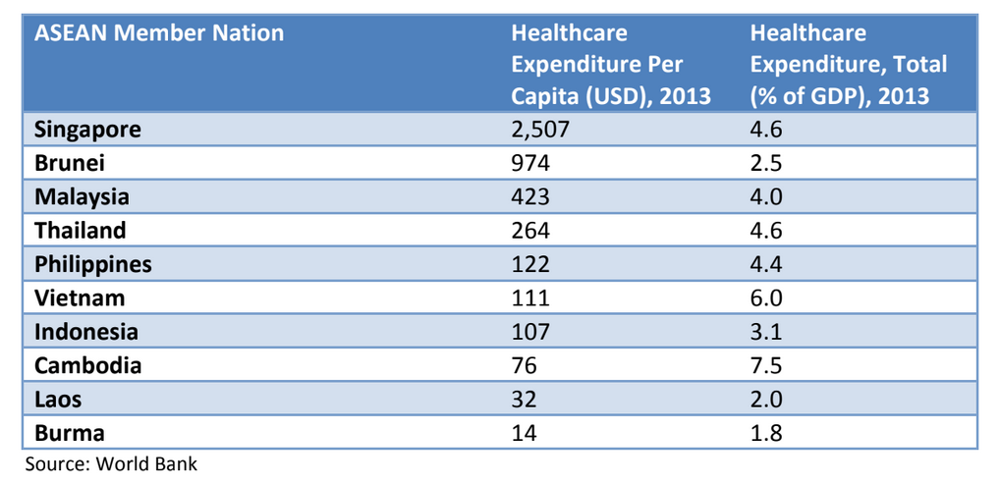 ASEAN Member Nation Healthcare Expenditure Per Capita (USD), 2013 Healthcare Expenditure, Total (% of GDP), 2013
Singapore 2,507 4.6
Brunei 974 2.5
Malaysia 423 4.0
Thailand 264 4.6
Philippines 122 4.4
Vietnam 111 6.0
Indonesia 107 3.1
Cambodia 76 7.5
Laos 32 2.0
Burma 14 1.8
Source: World Bank